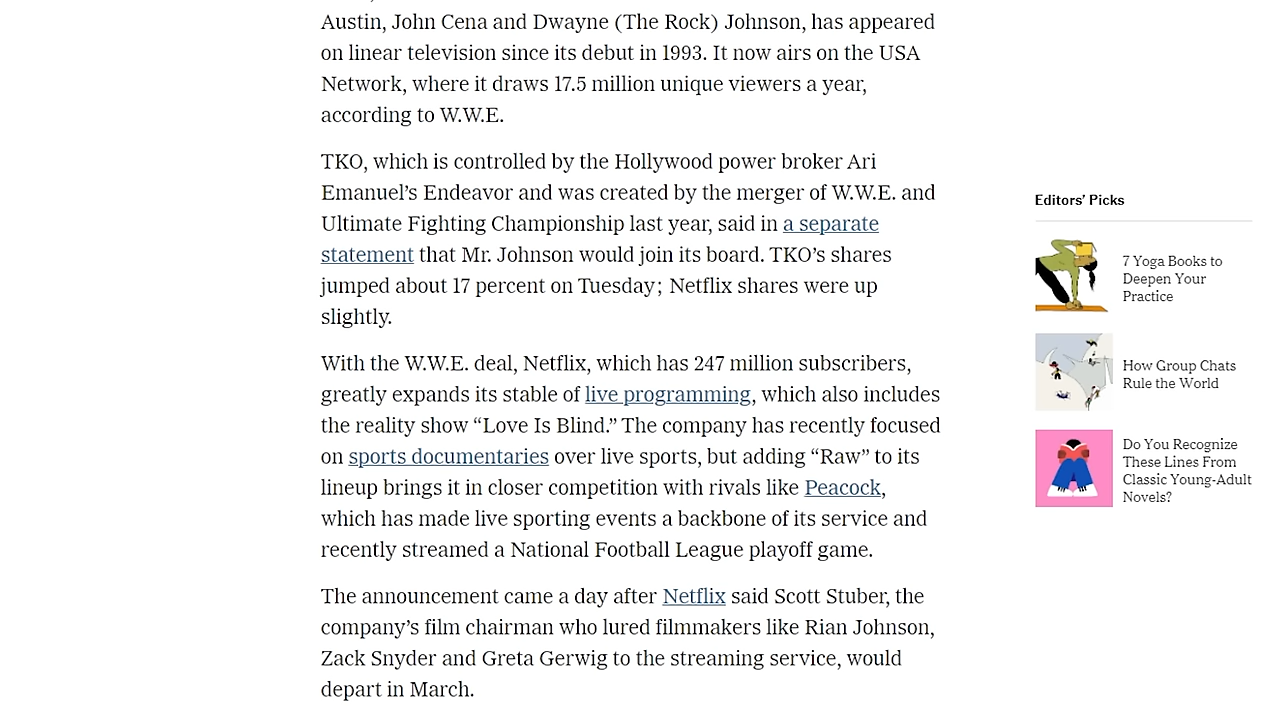 Austin, John Cena and Dwayne (The Rock) Johnson, has appeared
on linear television since its debut in 1993. It now airs on the USA
Network, where it draws 17.5 million unique viewers a year,
according to W.W.E.
TKO, which is controlled by the Hollywood power broker Ari
Emanuel’s Endeavor and was created by the merger of W.W.E. and
Ultimate Fighting Championship last year, said in a separate
statement that Mr. Johnson would join its board. TKO’s shares
jumped about 17 percent on Tuesday; Netflix shares were up
slightly.
With the W.W.E. deal, Netflix, which has 247 million subscribers,
greatly expands its stable of live programming, which also includes
the reality show “Love Is Blind.” The company has recently focused
on sports documentaries over live sports, but adding “Raw” to its
lineup brings it in closer competition with rivals like Peacock,
which has made live sporting events a backbone of its service and
recently streamed a National Football League playoff game.
The announcement came a day after Netflix said Scott Stuber, the
company’s film chairman who lured filmmakers like Rian Johnson,
Zack Snyder and Greta Gerwig to the streaming service, would
depart in March.
Editors’ Picks
7 Yoga Books to
Deepen Your
Practice
How Group Chats
Rule the World
Do You Recognize
These Lines From
Classic Young-Adult
Novels?